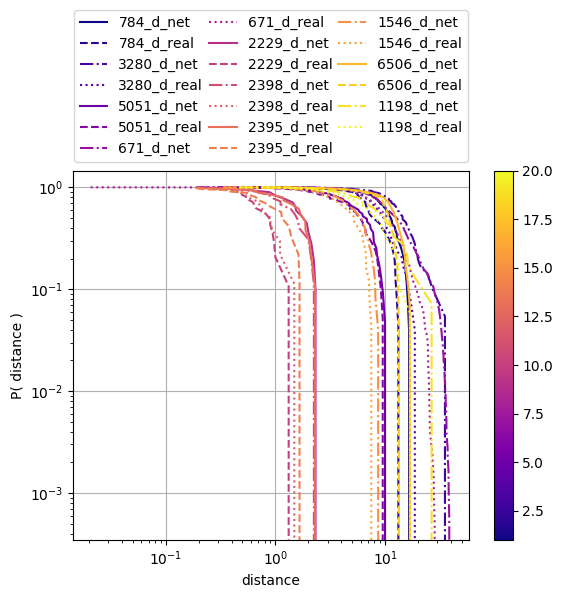 784_d_net
784_d_real
3280_d_net
3280_d_real
5051_d_net
5051_d_real
671_d_net
671_d_real
2229_d_net
2229_d_real
2398_d_net
2398_d_real
2395_d_net
2395_d_real
1546_d_net
1546_d_real
6506_d_net
6506_d_real
1198_d_net
1198_d_real
P( distance )
10⁰
10⁻¹
10⁻²
10⁻³
10⁻¹
10⁰
10¹
distance
20.0
17.5
15.0
12.5
10.0
7.5
5.0
2.5